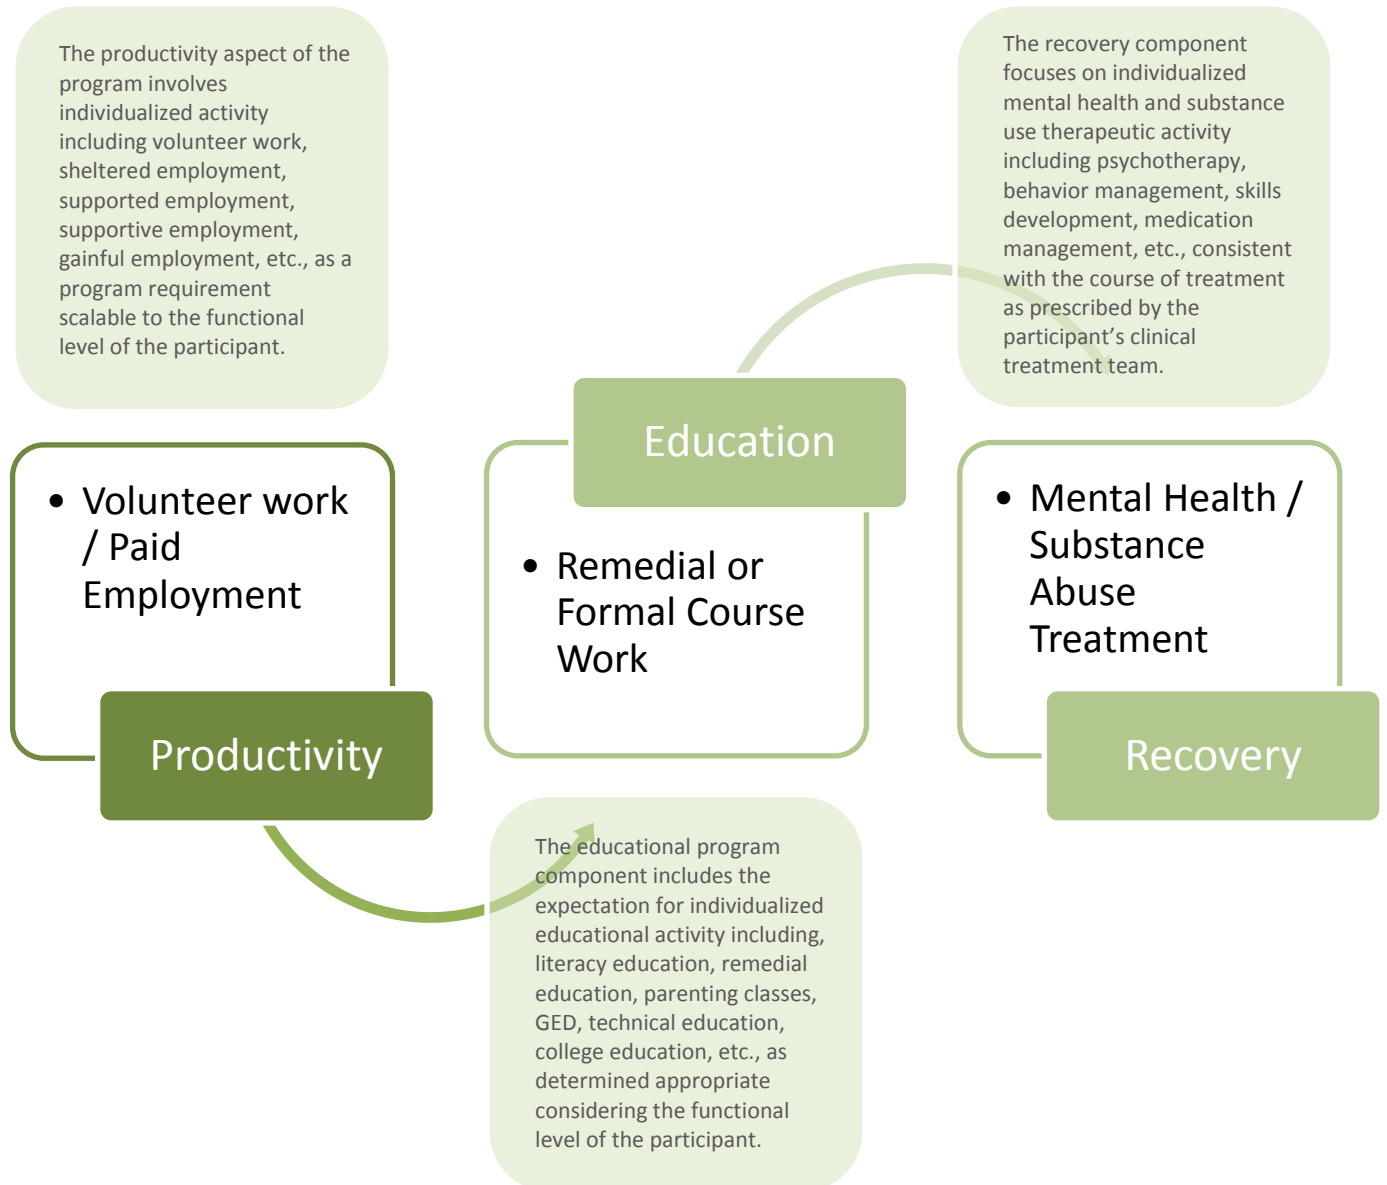 The productivity aspect of the
program involves
individualized activity
including volunteer work,
sheltered employment,
supported employment,
supportive employment,
gainful employment, etc., as a
program requirement
scalable to the functional
level of the participant.
• Volunteer work
/ Paid
Employment
Productivity
Education
• Remedial or
Formal Course
Work
The educational program
component includes the
expectation for individualized
educational activity including,
literacy education, remedial
education, parenting classes,
GED, technical education,
college education, etc., as
determined appropriate
considering the functional
level of the participant.
The recovery component
focuses on individualized
mental health and substance
use therapeutic activity
including psychotherapy,
behavior management, skills
development, medication
management, etc., consistent
with the course of treatment
as prescribed by the
participant’s clinical
treatment team.
• Mental Health /
Substance
Abuse
Treatment
Recovery